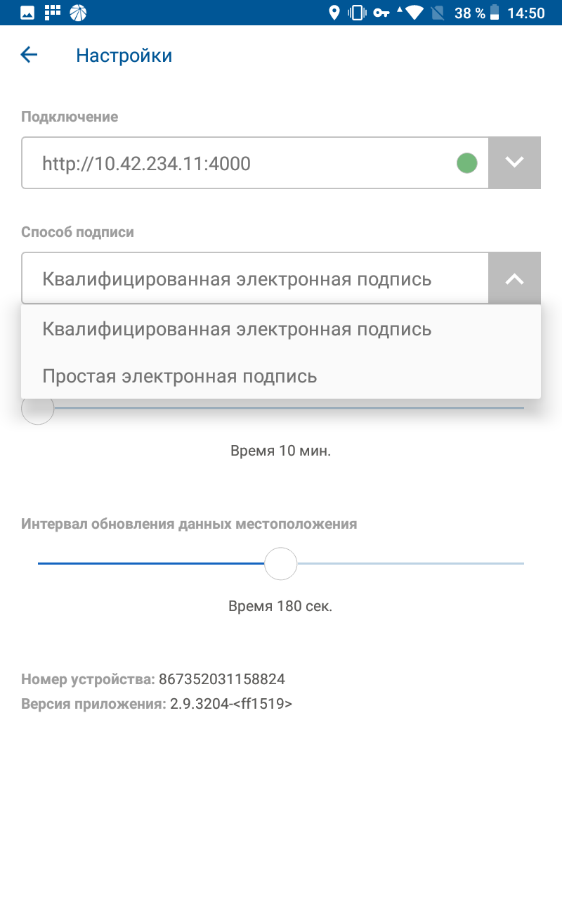 38 % 14:50
Настройки
Подключение
http://10.42.234.11:4000
Способ подписи
Квалифицированная электронная подпись
Квалифицированная электронная подпись
Простая электронная подпись
Время 10 мин.
Интервал обновления данных местоположения
Время 180 сек.
Номер устройства: 867352031158824
Версия приложения: 2.9.3204-<ff1519>